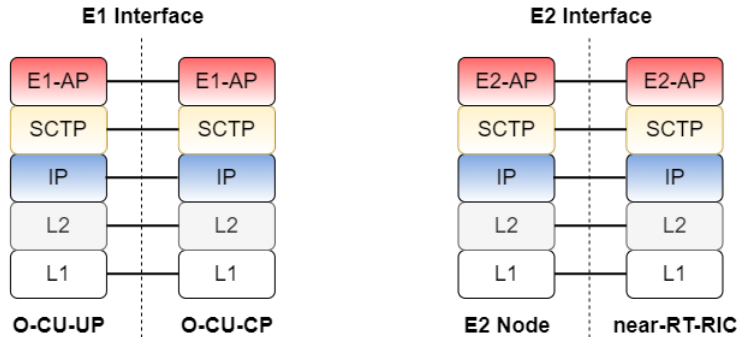 E1 Interface
E2 Interface
E1-AP E1-AP E2-AP E2-AP
SCTP SCTP SCTP SCTP
IP IP IP IP
L2 L2 L2 L2
L1 L1 L1 L1
O-CU-UP O-CU-CP E2 Node near-RT-RIC